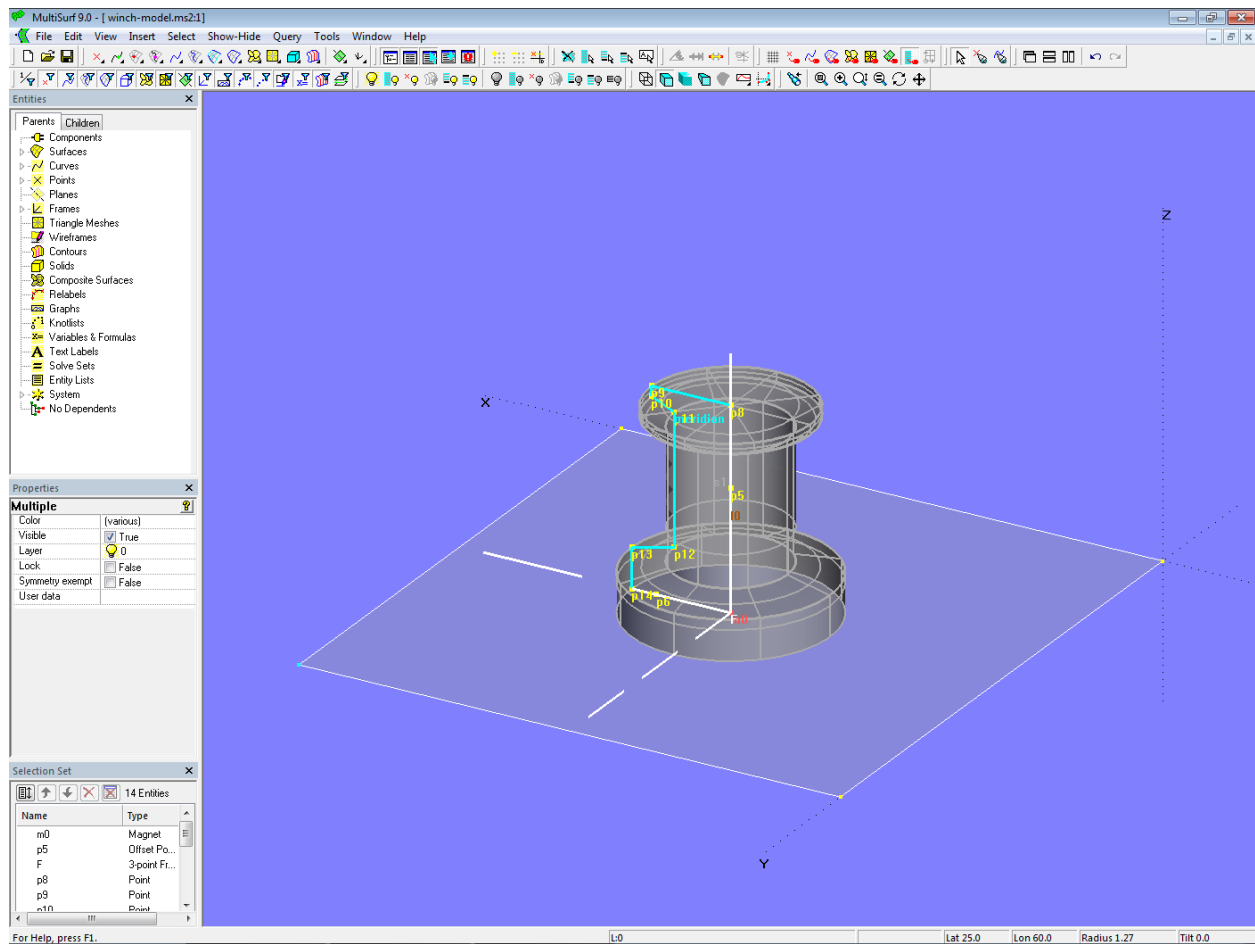 MultiSurf 9.0 - [ winch-model.ms2:1]
File Edit View Insert Select Show-Hide Query Tools Window Help
Entities
Parents Children
Components
Surfaces
Curves
Points
Planes
Frames
Triangle Meshes
Wireframes
Contours
Solids
Composite Surfaces
Relabels
Graphs
Knotlists
Variables & Formulas
Text Labels
Solve Sets
Entity Lists
System
No Dependents
Properties
Multiple
Color (various)
Visible True
Layer 0
Lock False
Symmetry exempt False
User data
Selection Set
14 Entities
Name Type
m0 Magnet
p5 Offset Po...
F 3-point Fr...
p8 Point
p9 Point
p10 Point
Z
X
p9
p10
p11
p8
s1
p5
l0
p13
p12
p14
p6
F
m0
Y
For Help, press F1.
L:0
Lat 25.0 Lon 60.0 Radius 1.27 Tilt 0.0